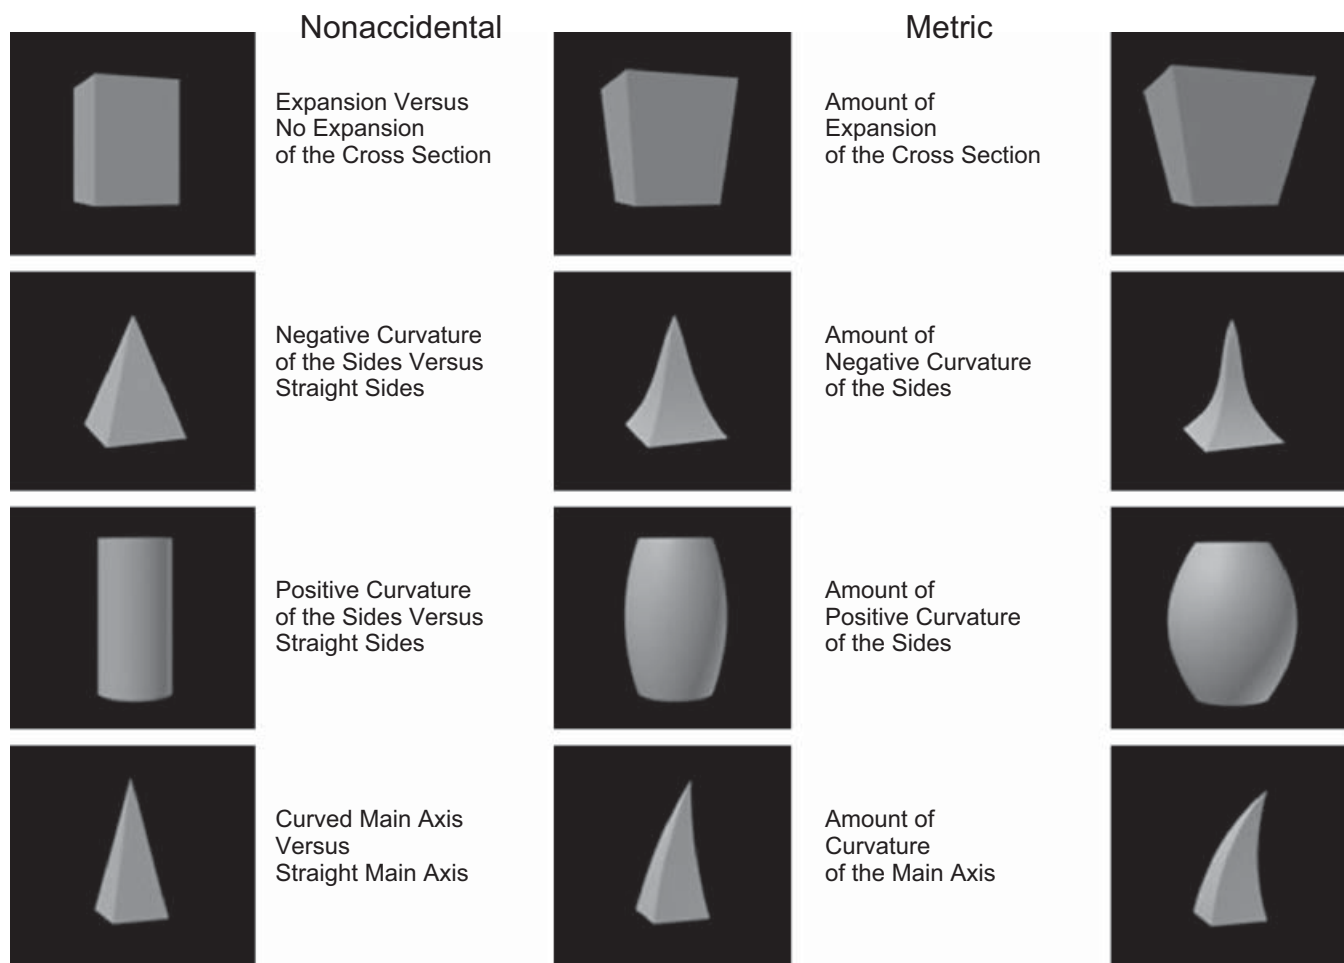 Nonaccidental
Metric
Expansion Versus
No Expansion
of the Cross Section
Amount of
Expansion
of the Cross Section
Negative Curvature
of the Sides Versus
Straight Sides
Amount of
Negative Curvature
of the Sides
Positive Curvature
of the Sides Versus
Straight Sides
Amount of
Positive Curvature
of the Sides
Curved Main Axis
Versus
Straight Main Axis
Amount of
Curvature
of the Main Axis